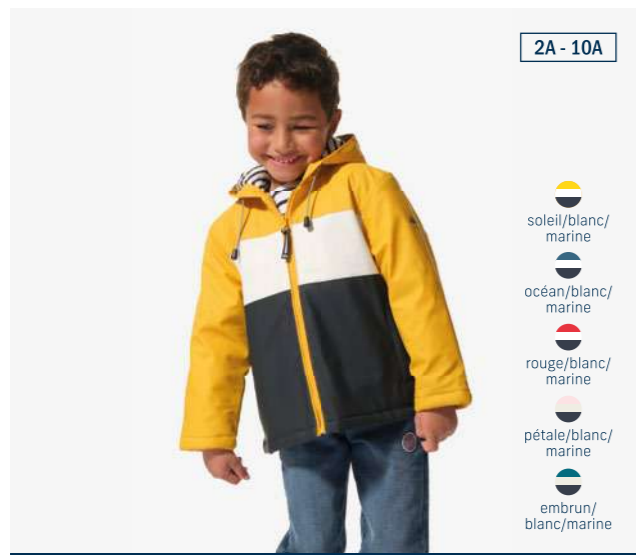 2A - 10A
soleil/blanc/
marine
océan/blanc/
marine
rouge/blanc/
marine
pétale/blanc/
marine
embrun/
blanc/marine